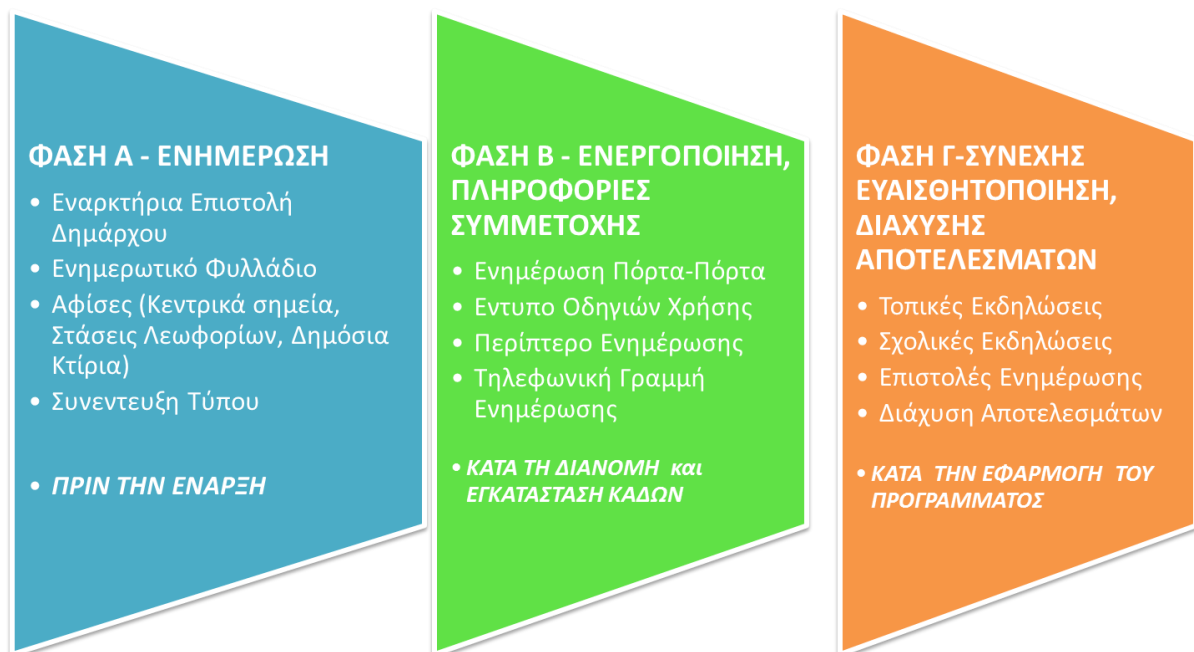 ΦΑΣΗ Α - ΕΝΗΜΕΡΩΣΗ
• Εναρκτήρια Επιστολή
Δημάρχου
• Ενημερωτικό Φυλλάδιο
• Αφίσες (Κεντρικά σημεία,
Στάσεις Λεωφορίων, Δημόσια
Κτίρια)
• Συνεντευξη Τύπου
• ΠΡΙΝ ΤΗΝ ΕΝΑΡΞΗ
ΦΑΣΗ Β - ΕΝΕΡΓΟΠΟΙΗΣΗ,
ΠΛΗΡΟΦΟΡΙΕΣ
ΣΥΜΜΕΤΟΧΗΣ
• Ενημέρωση Πόρτα-Πόρτα
• Εντυπο Οδηγιών Χρήσης
• Περίπτερο Ενημέρωσης
• Τηλεφωνική Γραμμή
Ενημέρωσης
• ΚΑΤΑ ΤΗ ΔΙΑΝΟΜΗ και
ΕΓΚΑΤΑΣΤΑΣΗ ΚΑΔΩΝ
ΦΑΣΗ Γ-ΣΥΝΕΧΗΣ
ΕΥΑΙΣΘΗΤΟΠΟΙΗΣΗ,
ΔΙΑΧΥΣΗΣ
ΑΠΟΤΕΛΕΣΜΑΤΩΝ
• Τοπικές Εκδηλώσεις
• Σχολικές Εκδηλώσεις
• Επιστολές Ενημέρωσης
• Διάχυση Αποτελεσμάτων
• ΚΑΤΑ ΤΗΝ ΕΦΑΡΜΟΓΗ ΤΟΥ
ΠΡΟΓΡΑΜΜΑΤΟΣ